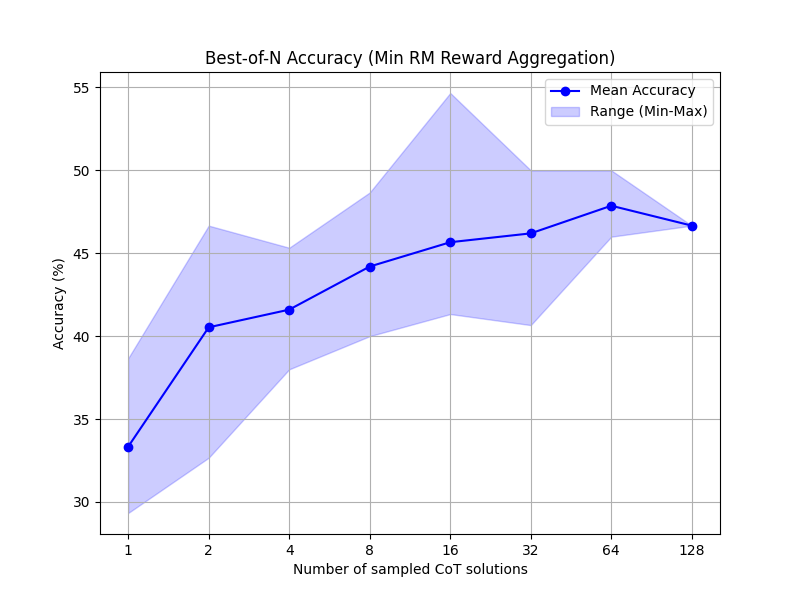 Best-of-N Accuracy (Min RM Reward Aggregation)
Mean Accuracy
Range (Min-Max)
Accuracy (%)
55
50
45
40
35
30
1 2 4 8 16 32 64 128
Number of sampled CoT solutions